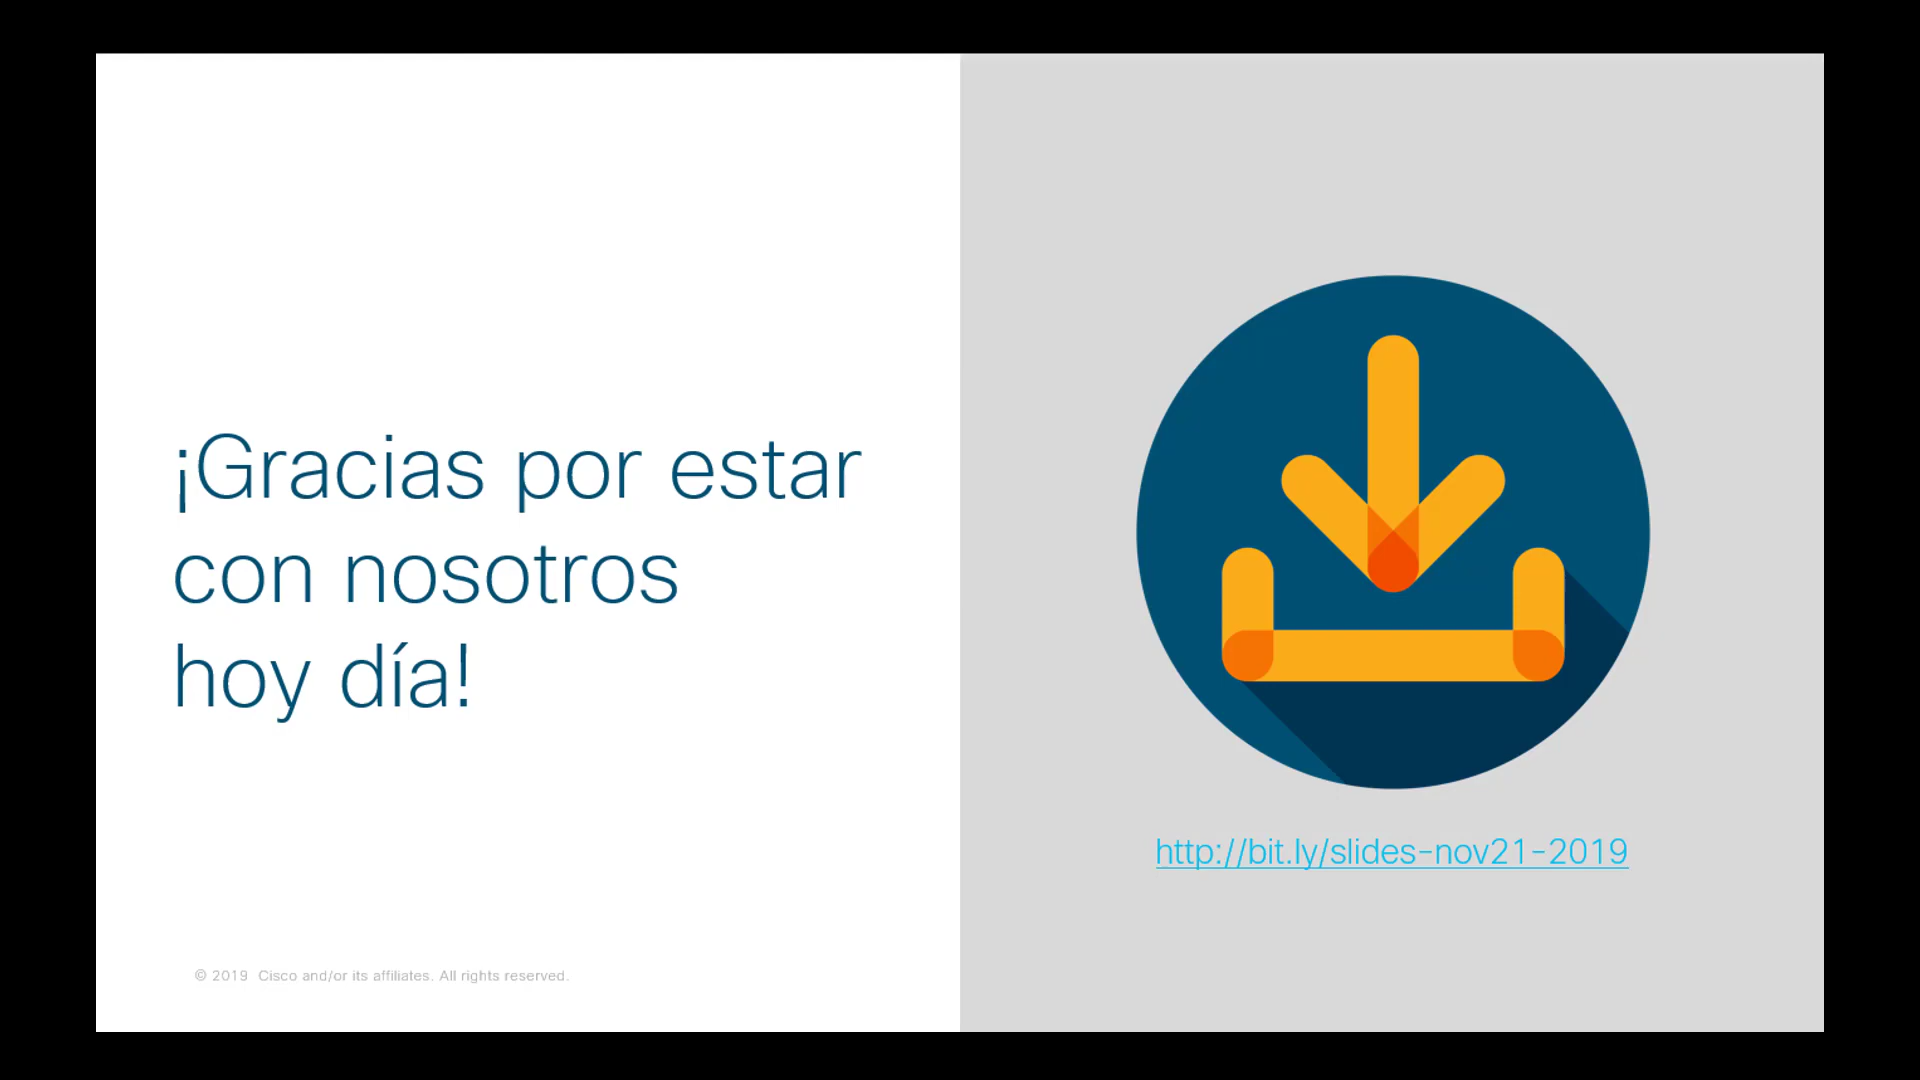 ¡Gracias por estar
con nosotros
hoy día!
http://bit.ly/slides-nov21-2019
© 2019 Cisco and/or its affiliates. All rights reserved.